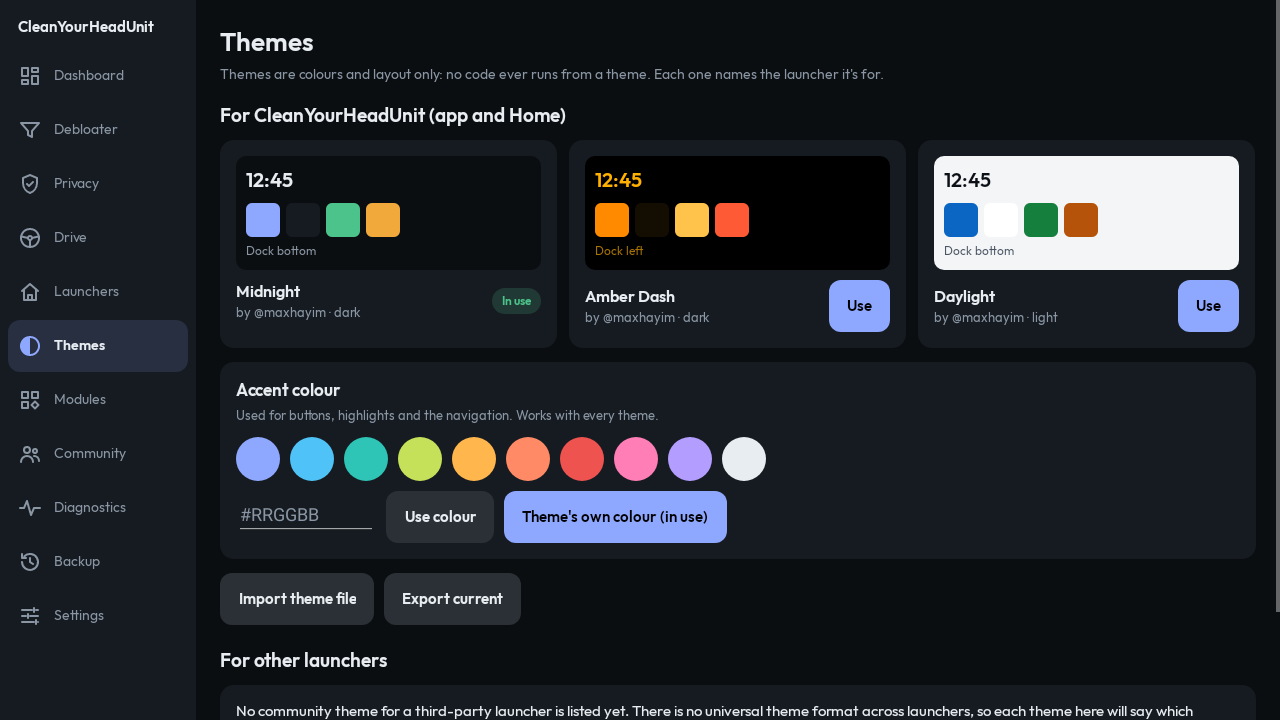 CleanYourHeadUnit
Dashboard
Debloater
Privacy
Drive
Launchers
Themes
Modules
Community
Diagnostics
Backup
Settings
Themes
Themes are colours and layout only: no code ever runs from a theme. Each one names the launcher it's for.
For CleanYourHeadUnit (app and Home)
12:45
Dock bottom
Midnight
by @maxhayim · dark
In use
12:45
Dock left
Amber Dash
by @maxhayim · dark
Use
12:45
Dock bottom
Daylight
by @maxhayim · light
Use
Accent colour
Used for buttons, highlights and the navigation. Works with every theme.
#RRGGBB
Use colour
Theme's own colour (in use)
Import theme file
Export current
For other launchers
No community theme for a third-party launcher is listed yet. There is no universal theme format across launchers, so each theme here will say which